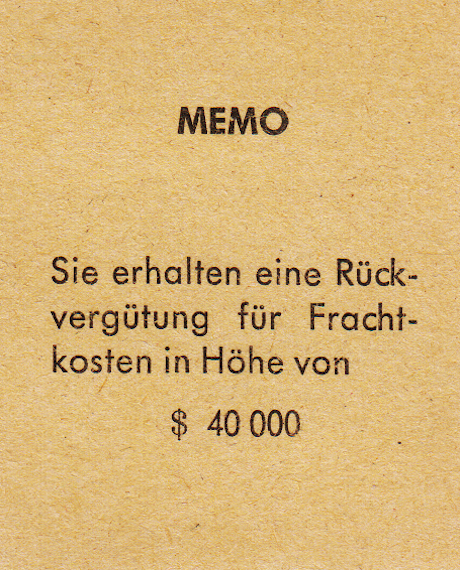 MEMO
Sie erhalten eine Rück-
vergütung für Fracht-
kosten in Höhe von
$ 40 000